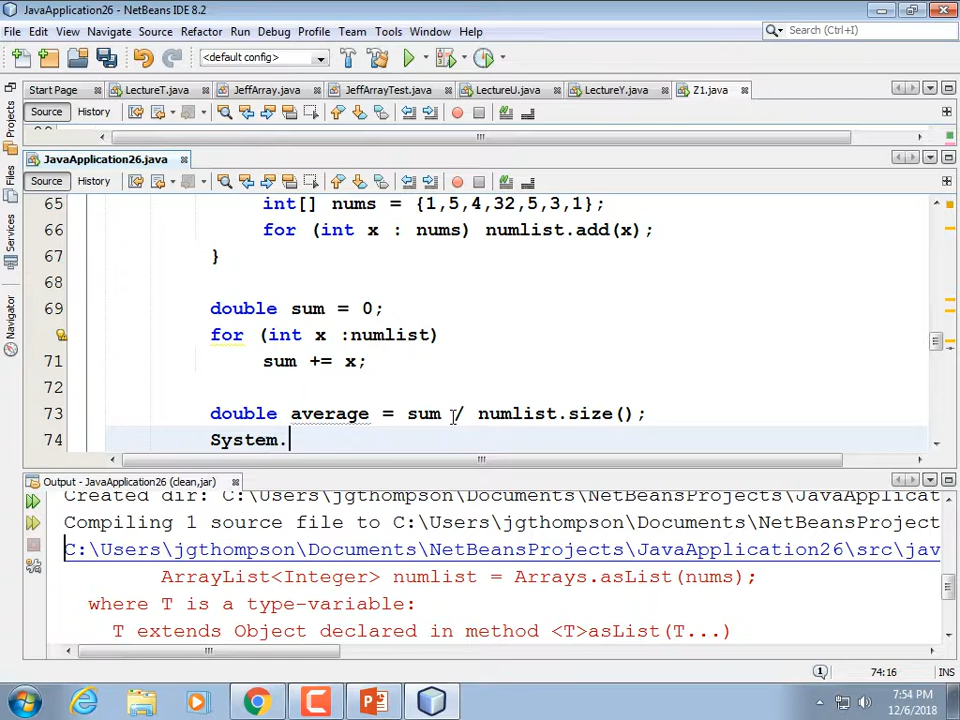 JavaApplication26 - NetBeans IDE 8.2
File Edit View Navigate Source Refactor Run Debug Profile Team Tools Window Help
Search (Ctrl+I)
<default config>
Start Page LectureT.java JeffArray.java JeffArrayTest.java LectureU.java LectureY.java Z1.java
Source History
JavaApplication26.java
Source History
65 int[] nums = {1,5,4,32,5,3,1};
66 for (int x : nums) numlist.add(x);
67 }
68
69 double sum = 0;
for (int x :numlist)
71 sum += x;
72
73 double average = sum / numlist.size();
74 System.
Projects
Files
Services
Navigator
Output - JavaApplication26 (clean,jar)
Created dir: C:\Users\jgthompson\Documents\NetBeansProjects\JavaApplicat
Compiling 1 source file to C:\Users\jgthompson\Documents\NetBeansProject
C:\Users\jgthompson\Documents\NetBeansProjects\JavaApplication26\src\jav
ArrayList<Integer> numlist = Arrays.asList(nums);
where T is a type-variable:
T extends Object declared in method <T>asList(T...)
1 74:16 INS
7:54 PM
12/6/2018